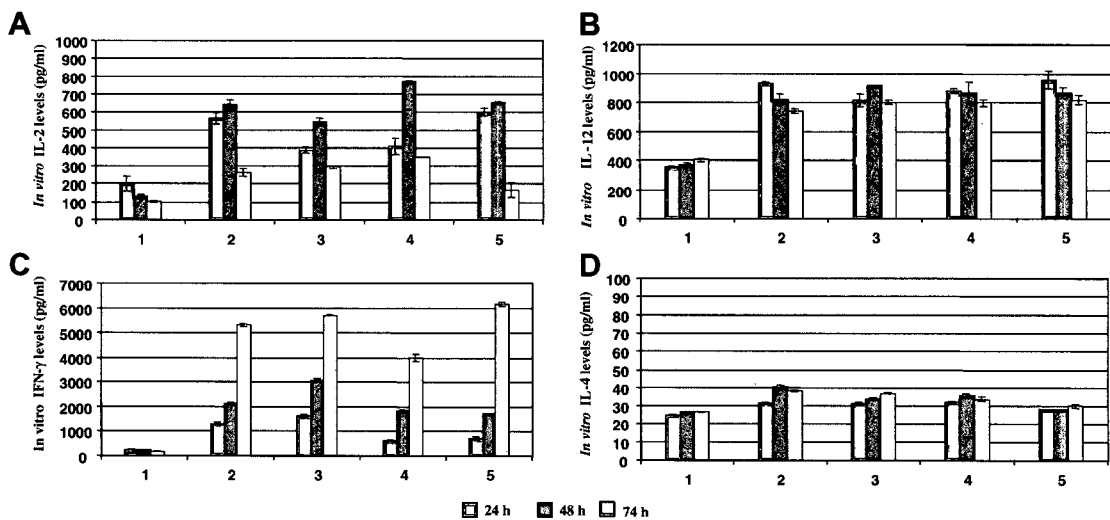 A
In vitro IL-2 levels (pg/ml)
1000
900
800
700
600
500
400
300
200
100
0
1 2 3 4 5
B
In vitro IL-12 levels (pg/ml)
1200
1000
800
600
400
200
0
1 2 3 4 5
C
In vitro IFN-γ levels (pg/ml)
7000
6000
5000
4000
3000
2000
1000
0
1 2 3 4 5
D
In vitro IL-4 levels (pg/ml)
100
90
80
70
60
50
40
30
20
10
0
1 2 3 4 5
24 h 48 h 74 h